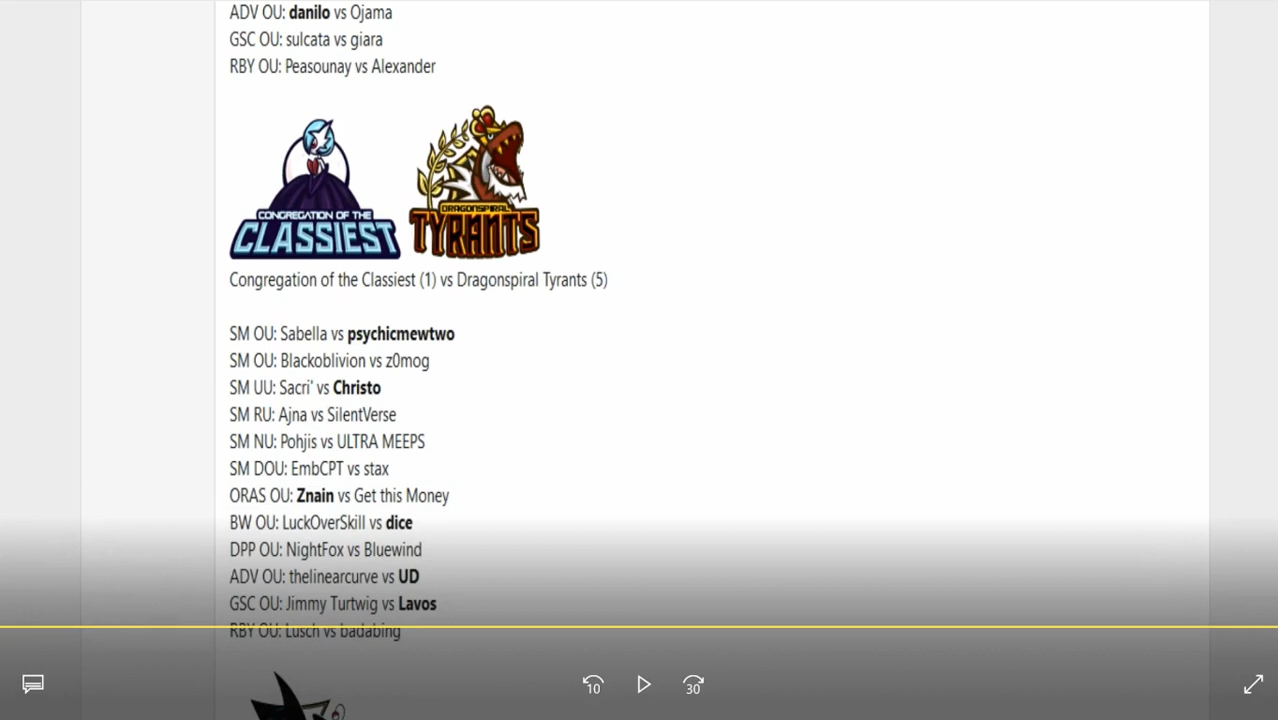 ADV OU: danilo vs Ojama
GSC OU: sulcata vs giara
RBY OU: Peasounay vs Alexander
CONGREGATION OF THE
CLASSIEST
DRAGONSPIRAL
TYRANTS
Congregation of the Classiest (1) vs Dragonspiral Tyrants (5)
SM OU: Sabella vs psychicmewtwo
SM OU: Blackoblivion vs z0mog
SM UU: Sacri' vs Christo
SM RU: Ajna vs SilentVerse
SM NU: Pohjis vs ULTRA MEEPS
SM DOU: EmbCPT vs stax
ORAS OU: Znain vs Get this Money
BW OU: LuckOverSkill vs dice
DPP OU: NightFox vs Bluewind
ADV OU: thelinearcurve vs UD
GSC OU: Jimmy Turtwig vs Lavos
RBY OU: Lusch vs badabing
10
30